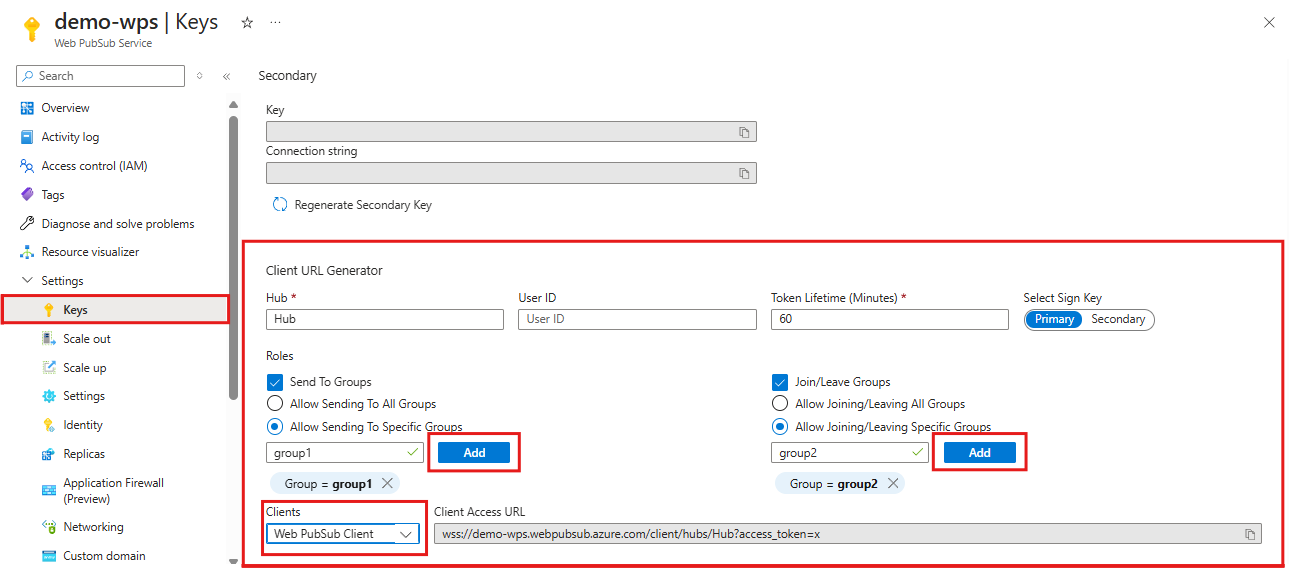 demo-wps | Keys
Web PubSub Service
Search
Overview
Activity log
Access control (IAM)
Tags
Diagnose and solve problems
Resource visualizer
Settings
Keys
Scale out
Scale up
Settings
Identity
Replicas
Application Firewall
(Preview)
Networking
Custom domain
Secondary
Key
Connection string
Regenerate Secondary Key
Client URL Generator
Hub * User ID Token Lifetime (Minutes) * Select Sign Key
Hub User ID 60 Primary Secondary
Roles
Send To Groups Join/Leave Groups
Allow Sending To All Groups Allow Joining/Leaving All Groups
Allow Sending To Specific Groups Allow Joining/Leaving Specific Groups
group1 Add group2 Add
Group = group1 Group = group2
Clients Client Access URL
Web PubSub Client wss://demo-wps.webpubsub.azure.com/client/hubs/Hub?access_token=x